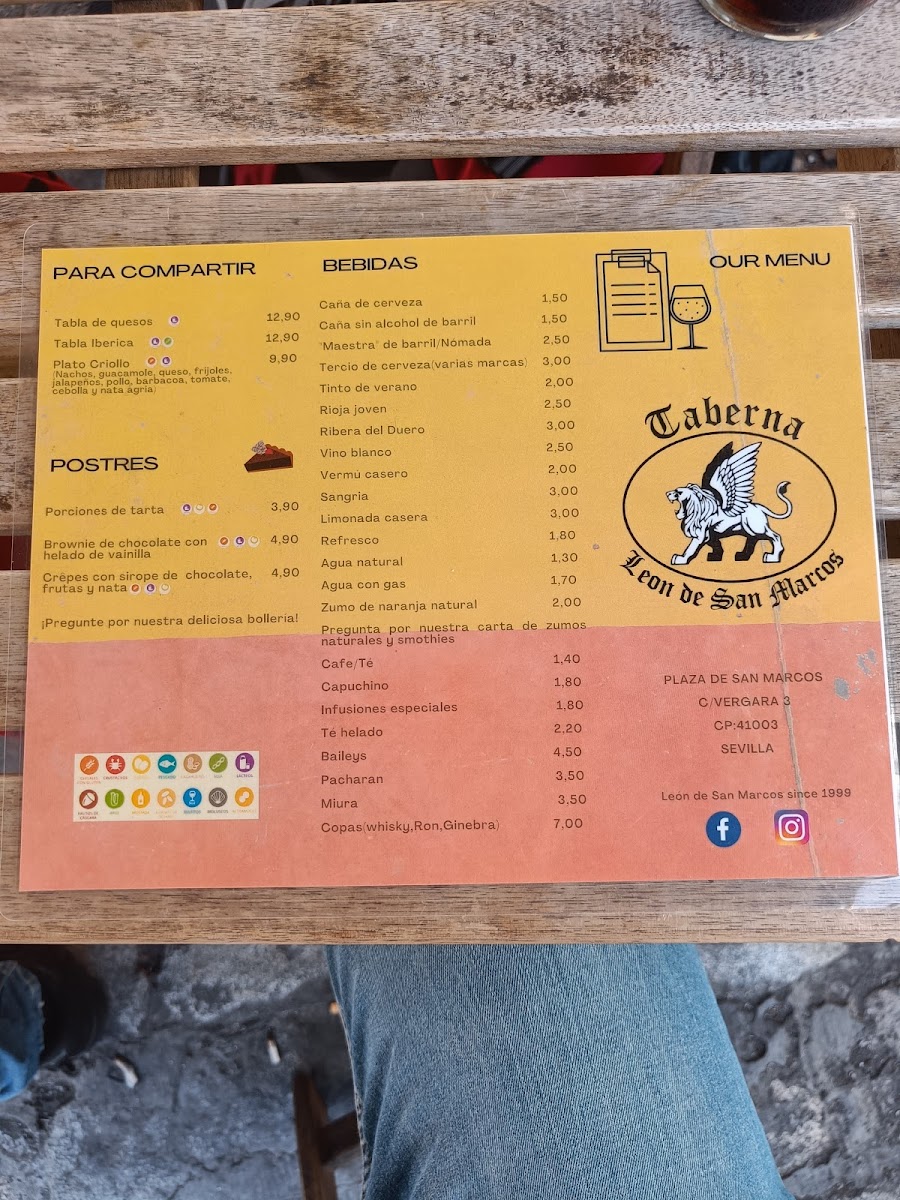 PARA COMPARTIR
Tabla de quesos 12,90
Tabla Iberica 12,90
Plato Criollo 9,90
(Nachos, guacamole, queso, frijoles,
jalapeños, pollo, barbacoa, tomate,
cebolla y nata agria)
POSTRES
Porciones de tarta 3,90
Brownie de chocolate con 4,90
helado de vainilla
Crêpes con sirope de chocolate, 4,90
frutas y nata
¡Pregunte por nuestra deliciosa bollería!
BEBIDAS
Caña de cerveza 1,50
Caña sin alcohol de barril 1,50
"Maestra" de barril/Nómada 2,50
Tercio de cerveza(varias marcas) 3,00
Tinto de verano 2,00
Rioja joven 2,50
Ribera del Duero 3,00
Vino blanco 2,50
Vermú casero 2,00
Sangria 3,00
Limonada casera 3,00
Refresco 1,80
Agua natural 1,30
Agua con gas 1,70
Zumo de naranja natural 2,00
Pregunta por nuestra carta de zumos
naturales y smothies
Cafe/Té 1,40
Capuchino 1,80
Infusiones especiales 1,80
Té helado 2,20
Baileys 4,50
Pacharan 3,50
Miura 3,50
Copas(whisky,Ron,Ginebra) 7,00
OUR MENU
Taberna
Leon de San Marcos
PLAZA DE SAN MARCOS
C/VERGARA 3
CP:41003
SEVILLA
León de San Marcos since 1999